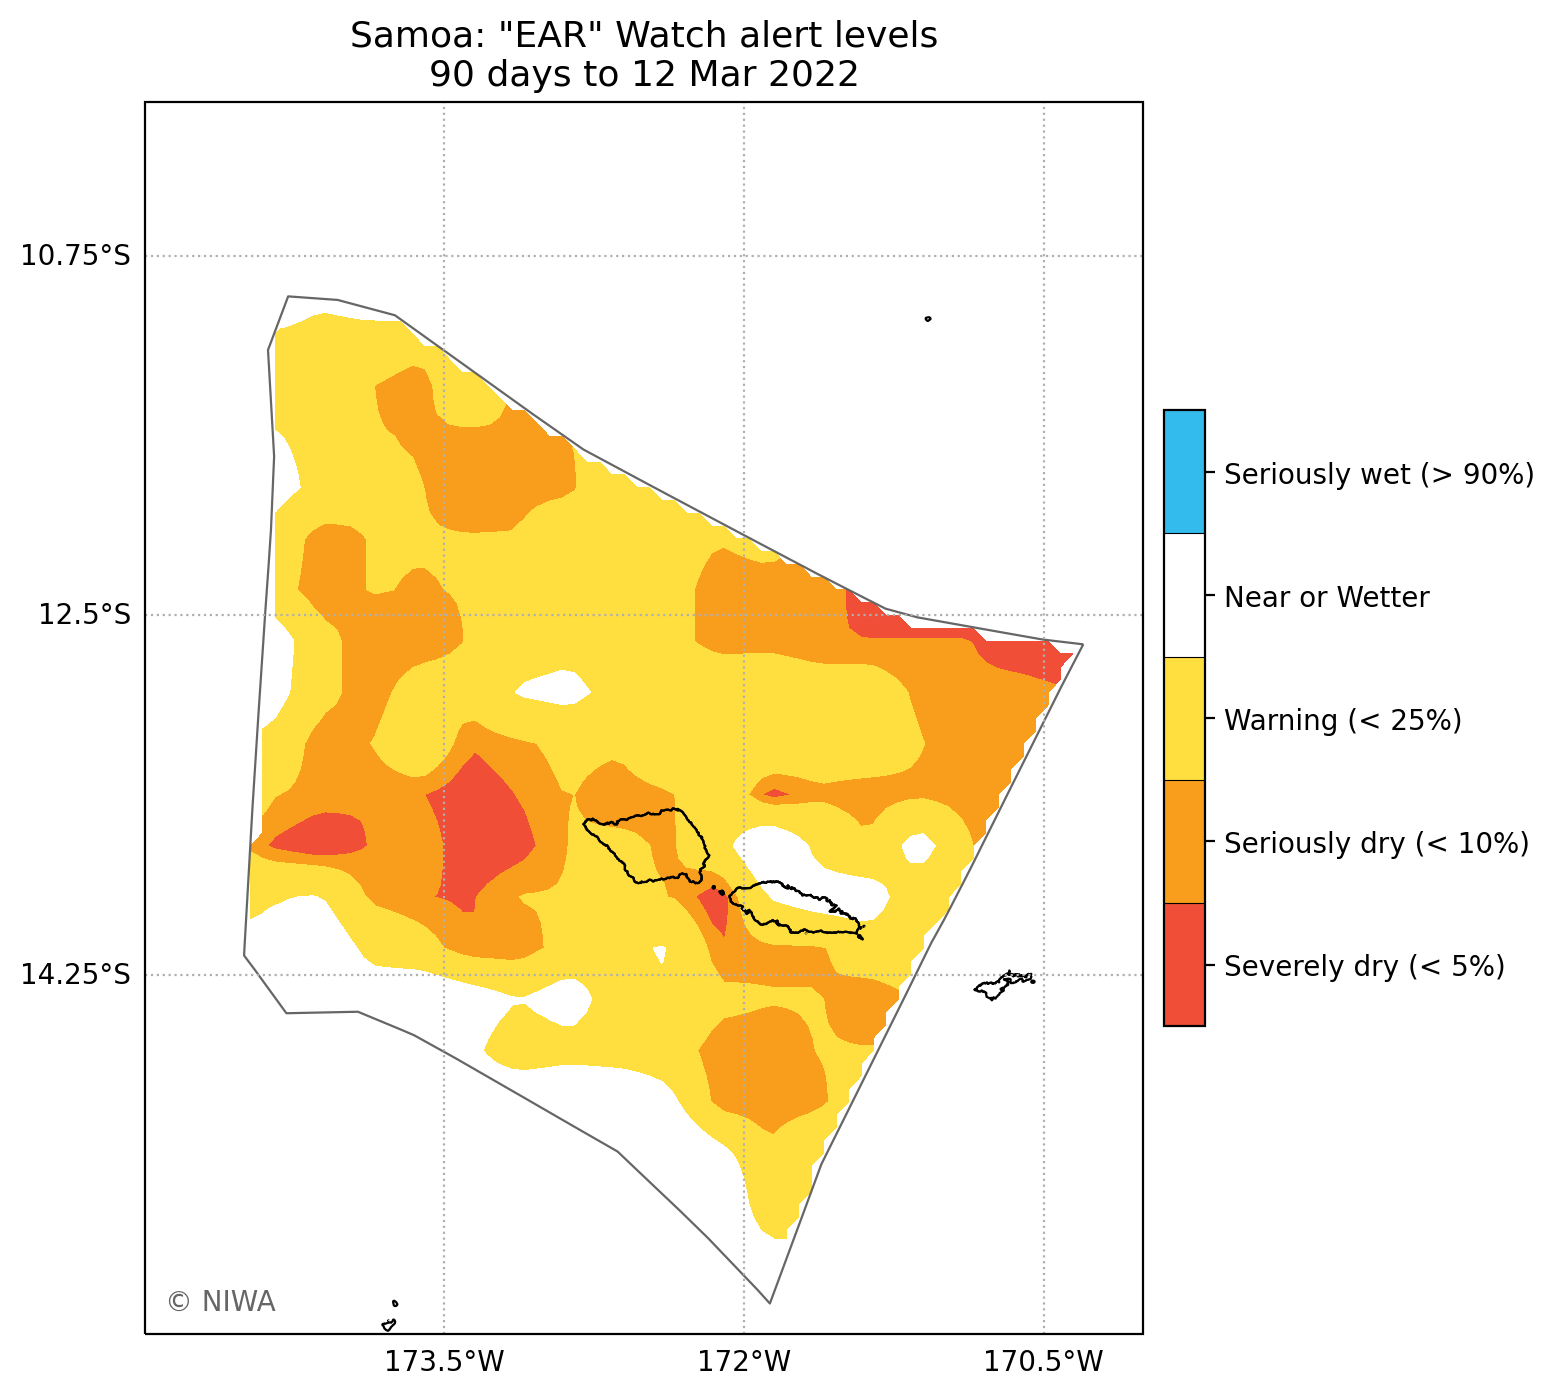 Samoa: "EAR" Watch alert levels
90 days to 12 Mar 2022
10.75°S
12.5°S
14.25°S
173.5°W
172°W
170.5°W
Seriously wet (> 90%)
Near or Wetter
Warning (< 25%)
Seriously dry (< 10%)
Severely dry (< 5%)
© NIWA